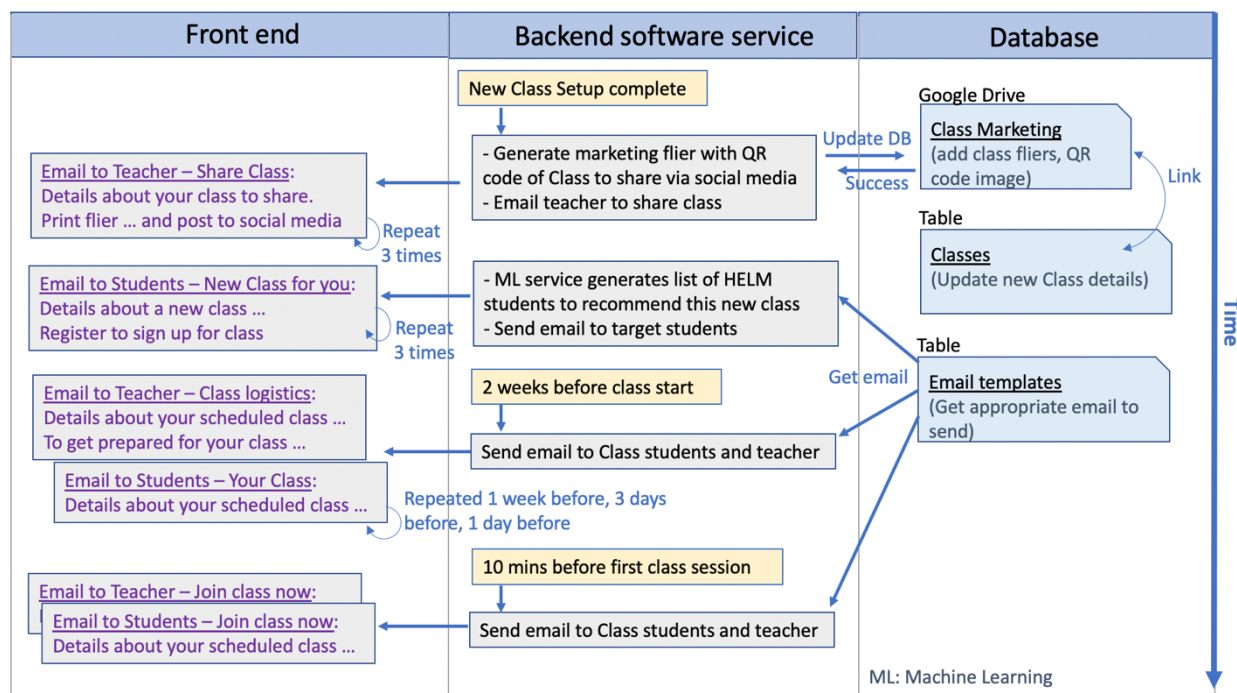 Front end
Backend software service
Database
New Class Setup complete
- Generate marketing flier with QR
code of Class to share via social media
- Email teacher to share class
Update DB
Success
Google Drive
Class Marketing
(add class fliers, QR
code image)
Link
Table
Classes
(Update new Class details)
Email to Teacher – Share Class:
Details about your class to share.
Print flier ... and post to social media
Repeat
3 times
Email to Students – New Class for you:
Details about a new class ...
Register to sign up for class
Repeat
3 times
- ML service generates list of HELM
students to recommend this new class
- Send email to target students
Time
Table
Email templates
(Get appropriate email to
send)
Get email
2 weeks before class start
Send email to Class students and teacher
Email to Teacher – Class logistics:
Details about your scheduled class ...
To get prepared for your class ...
Email to Students – Your Class:
Details about your scheduled class ...
Repeated 1 week before, 3 days
before, 1 day before
10 mins before first class session
Send email to Class students and teacher
Email to Teacher – Join class now:
Email to Students – Join class now:
Details about your scheduled class ...
ML: Machine Learning